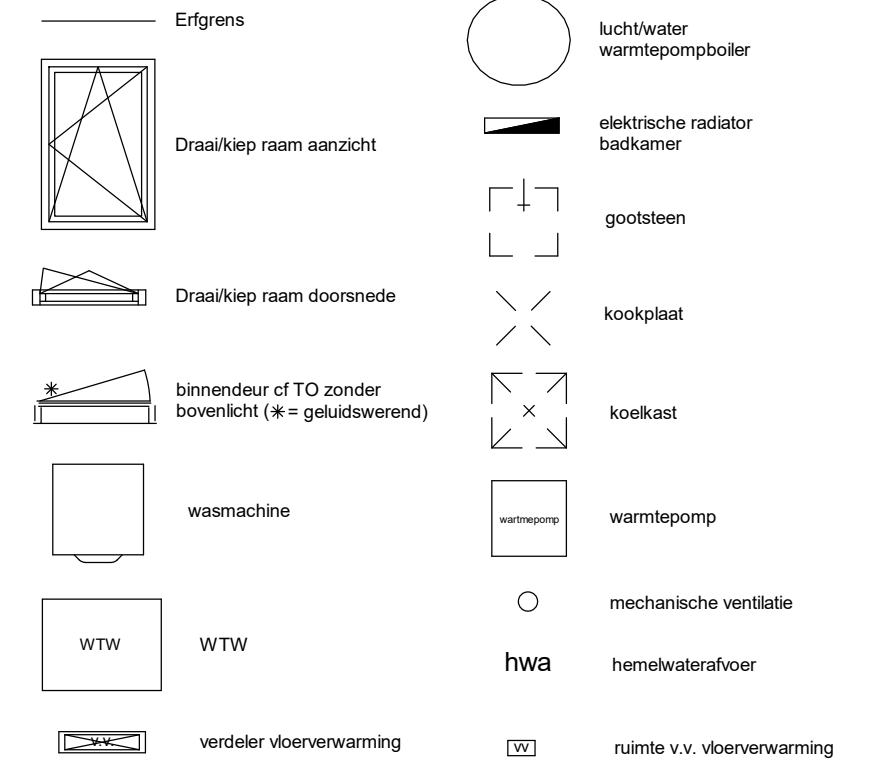 Erfgrens
Draai/kiep raam aanzicht
Draai/kiep raam doorsnede
binnendeur cf TO zonder
bovenlicht (✳= geluidswerend)
wasmachine
WTW WTW
v.v. verdeler vloerverwarming
lucht/water
warmtepompboiler
elektrische radiator
badkamer
gootsteen
kookplaat
koelkast
wartmepomp warmtepomp
mechanische ventilatie
hwa hemelwaterafvoer
vv ruimte v.v. vloerverwarming